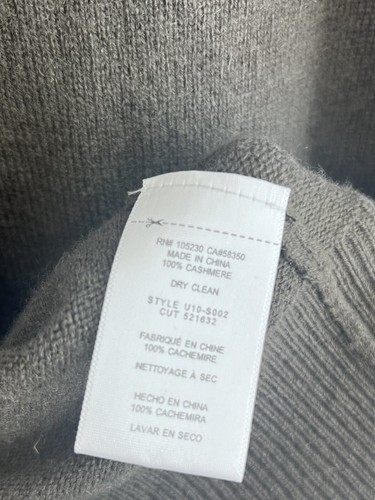 RN# 105230 CA#58350
MADE IN CHINA
100% CASHMERE
DRY CLEAN
STYLE U10-S002
CUT 521632
FABRIQUÉ EN CHINE
100% CACHEMIRE
NETTOYAGE À SEC
HECHO EN CHINA
100% CACHEMIRA
LAVAR EN SECO